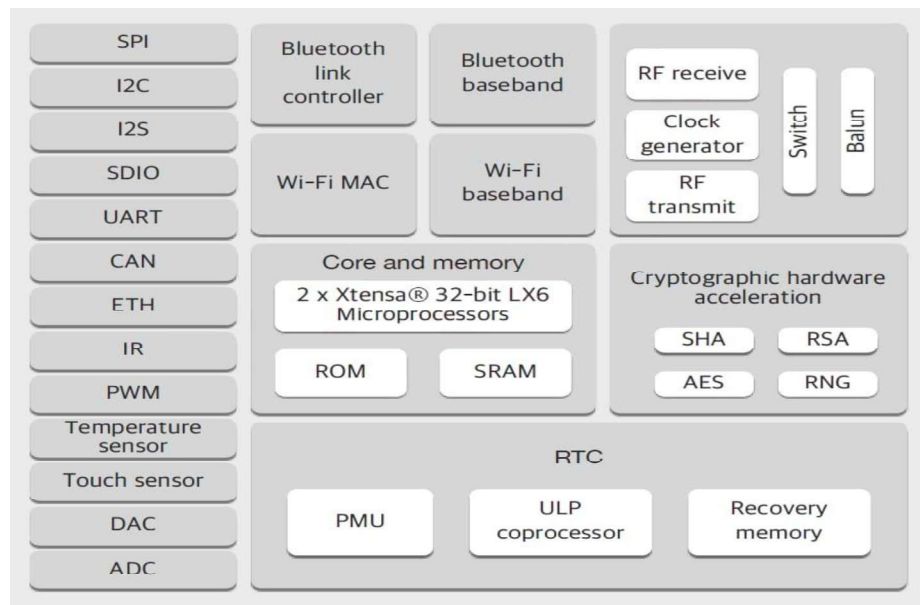 SPI
I2C
I2S
SDIO
UART
CAN
ETH
IR
PWM
Temperature
sensor
Touch sensor
DAC
ADC
Bluetooth
link
controller
Bluetooth
baseband
Wi-Fi MAC
Wi-Fi
baseband
RF receive
Clock
generator
RF
transmit
Switch
Balun
Core and memory
2 x Xtensa® 32-bit LX6
Microprocessors
ROM
SRAM
Cryptographic hardware
acceleration
SHA
RSA
AES
RNG
RTC
PMU
ULP
coprocessor
Recovery
memory